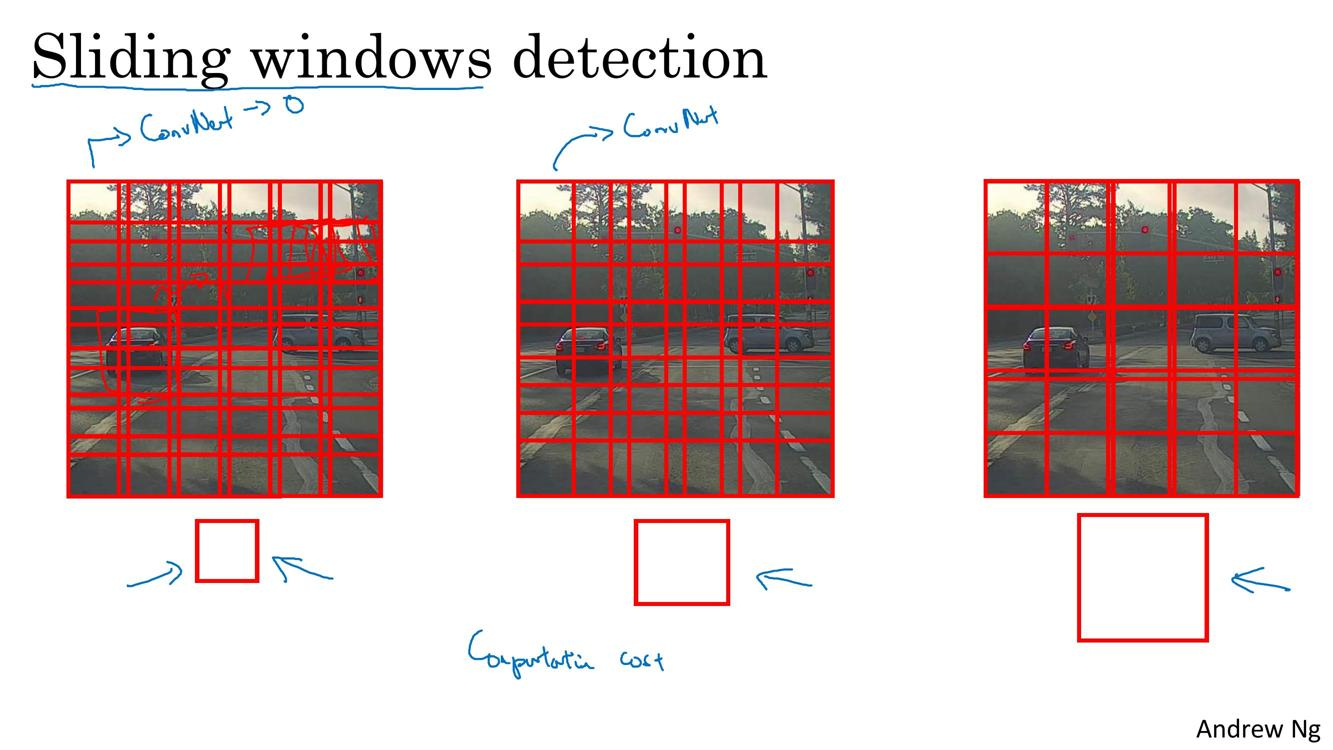 Sliding windows detection
ConvNet → 0
ConvNet
Computation cost
Andrew Ng